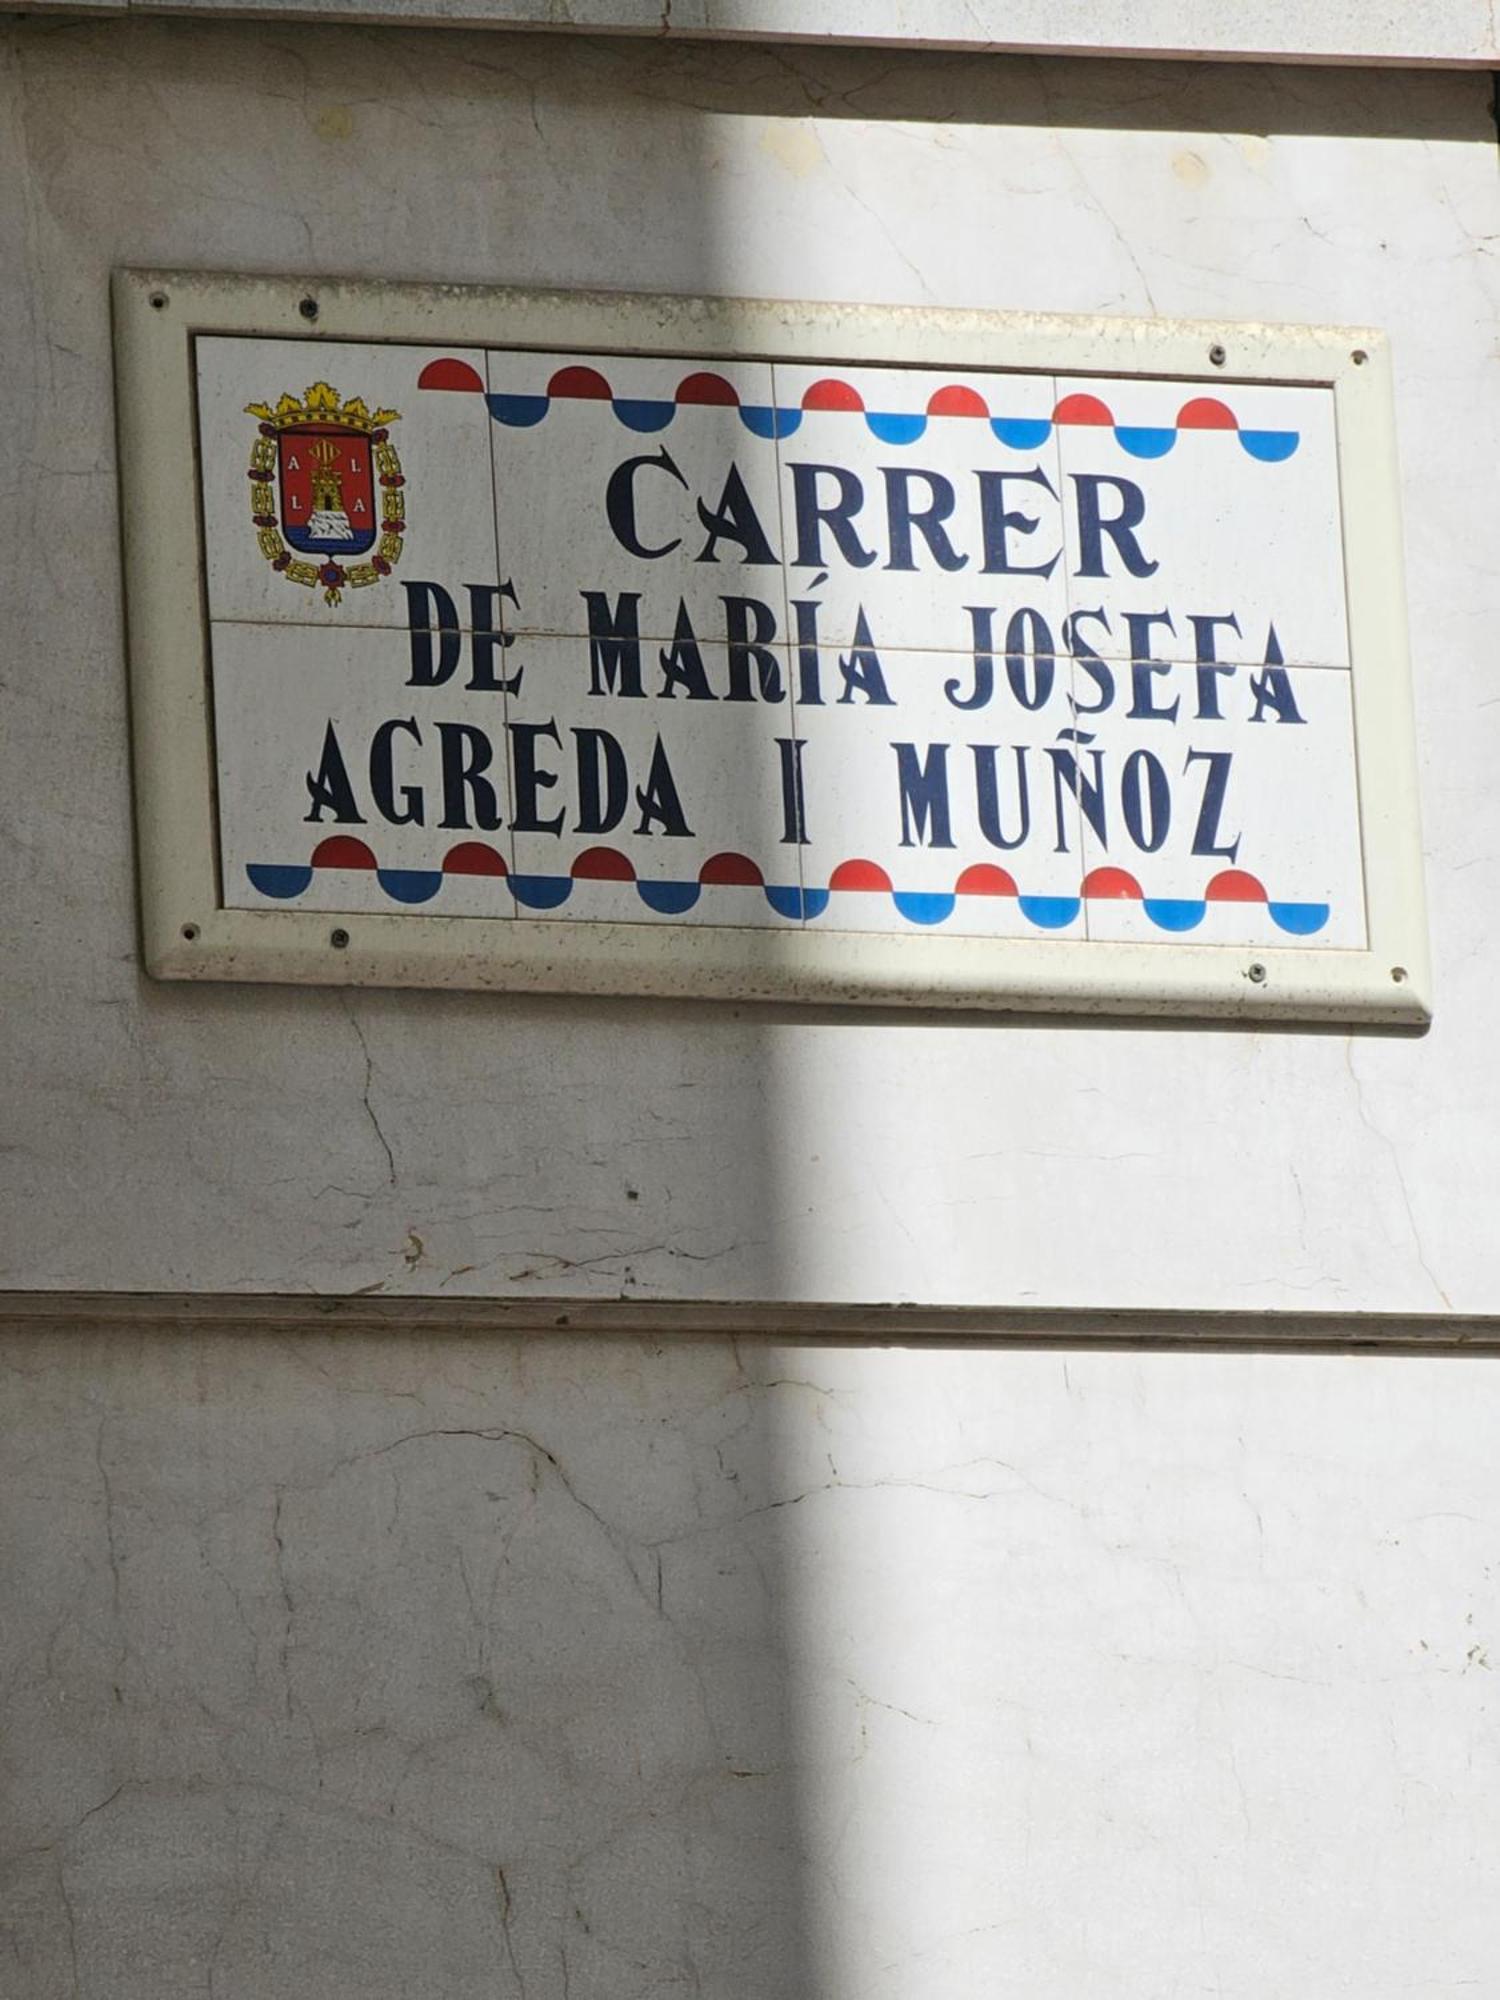 A L
L A
CARRER
DE MARÍA JOSEFA
AGREDA I MUÑOZ